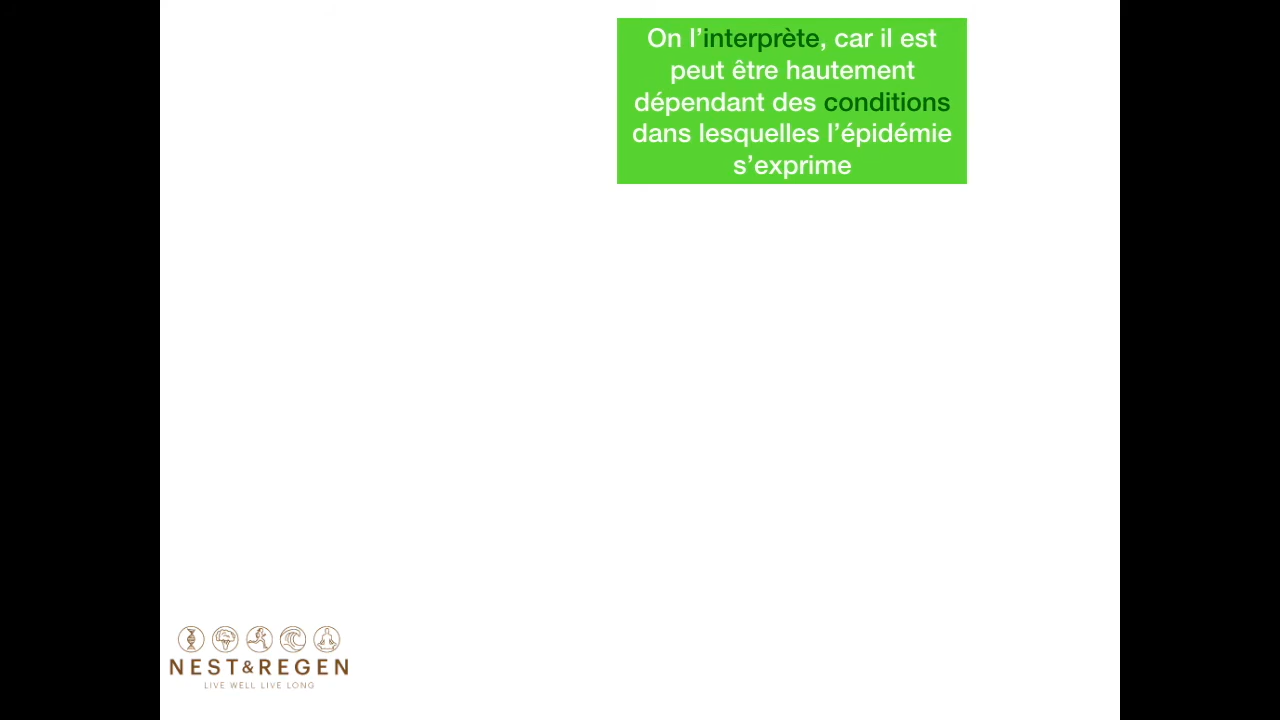 On l’interprète, car il est
peut être hautement
dépendant des conditions
dans lesquelles l’épidémie
s’exprime
NEST&REGEN
LIVE WELL LIVE LONG